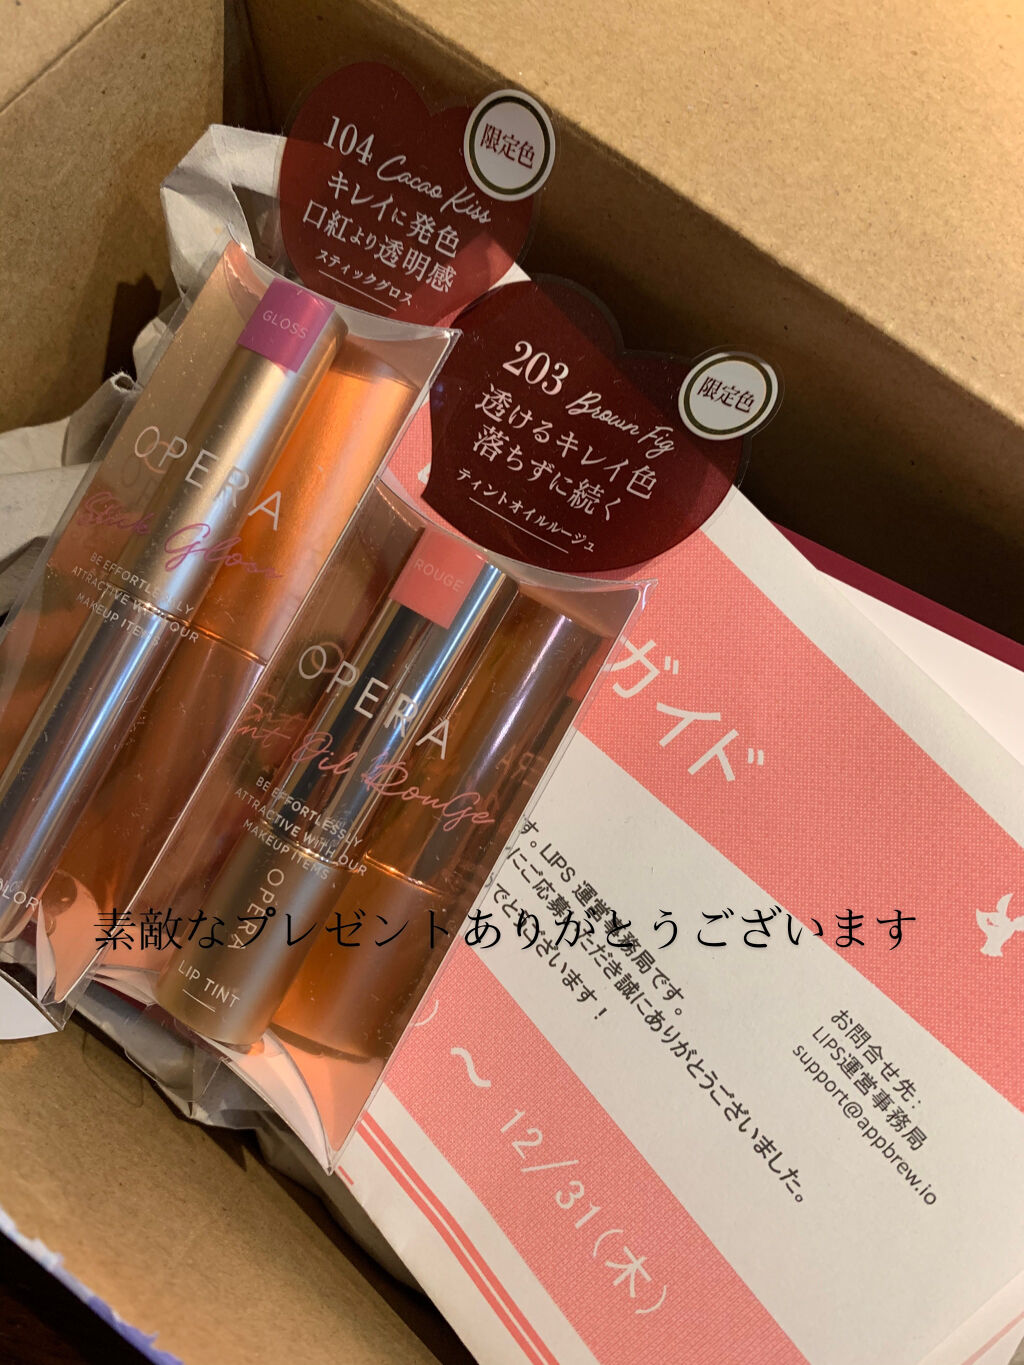 限定色
104 Cacao Kiss
キレイに発色
口紅より透明感
スティックグロス
限定色
203 Brown Fig
透けるキレイ色
落ちずに続く
ティントオイルルージュ
GLOSS
OPERA
Stick Gloss
BE EFFORTLESSLY
ATTRACTIVE WITH OUR
MAKEUP ITEMS
ROUGE
OPERA
Tint Oil Rouge
BE EFFORTLESSLY
ATTRACTIVE WITH OUR
MAKEUP ITEMS
OPERA
LIP TINT
ガイド
す。LIPS 運営事務局です。
にご応募いただき誠にありがとうございました。
でとうございます！
素敵なプレゼントありがとうございます
お問合せ先:
LIPS運営事務局
support@appbrew.io
～ 12/31(木)